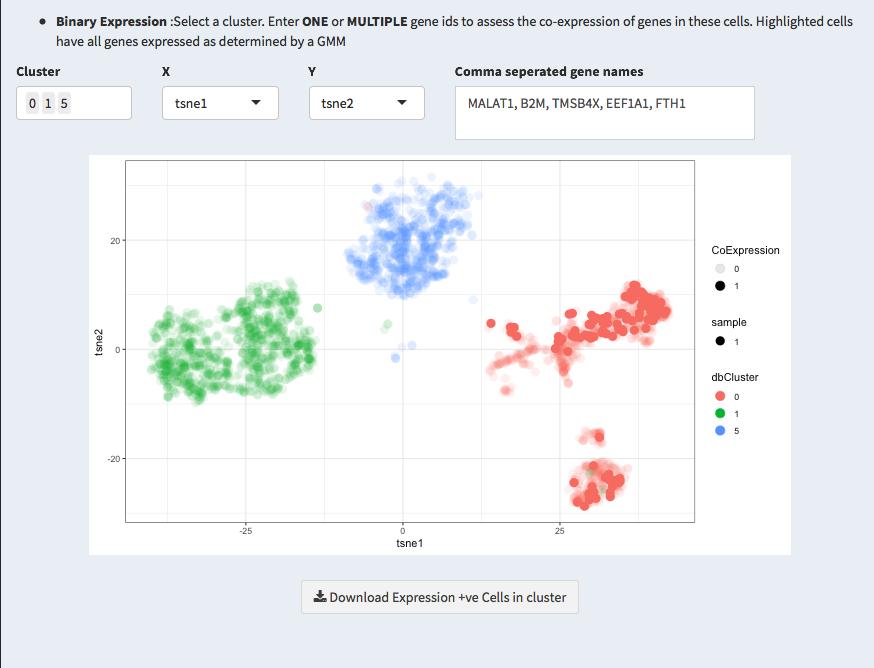 Binary Expression :Select a cluster. Enter ONE or MULTIPLE gene ids to assess the co-expression of genes in these cells. Highlighted cells
have all genes expressed as determined by a GMM
Cluster X Y Comma seperated gene names
0 1 5 tsne1 tsne2 MALAT1, B2M, TMSB4X, EEF1A1, FTH1
20
0
-20
tsne2
-25 0 25
tsne1
CoExpression
0
1
sample
1
dbCluster
0
1
5
Download Expression +ve Cells in cluster